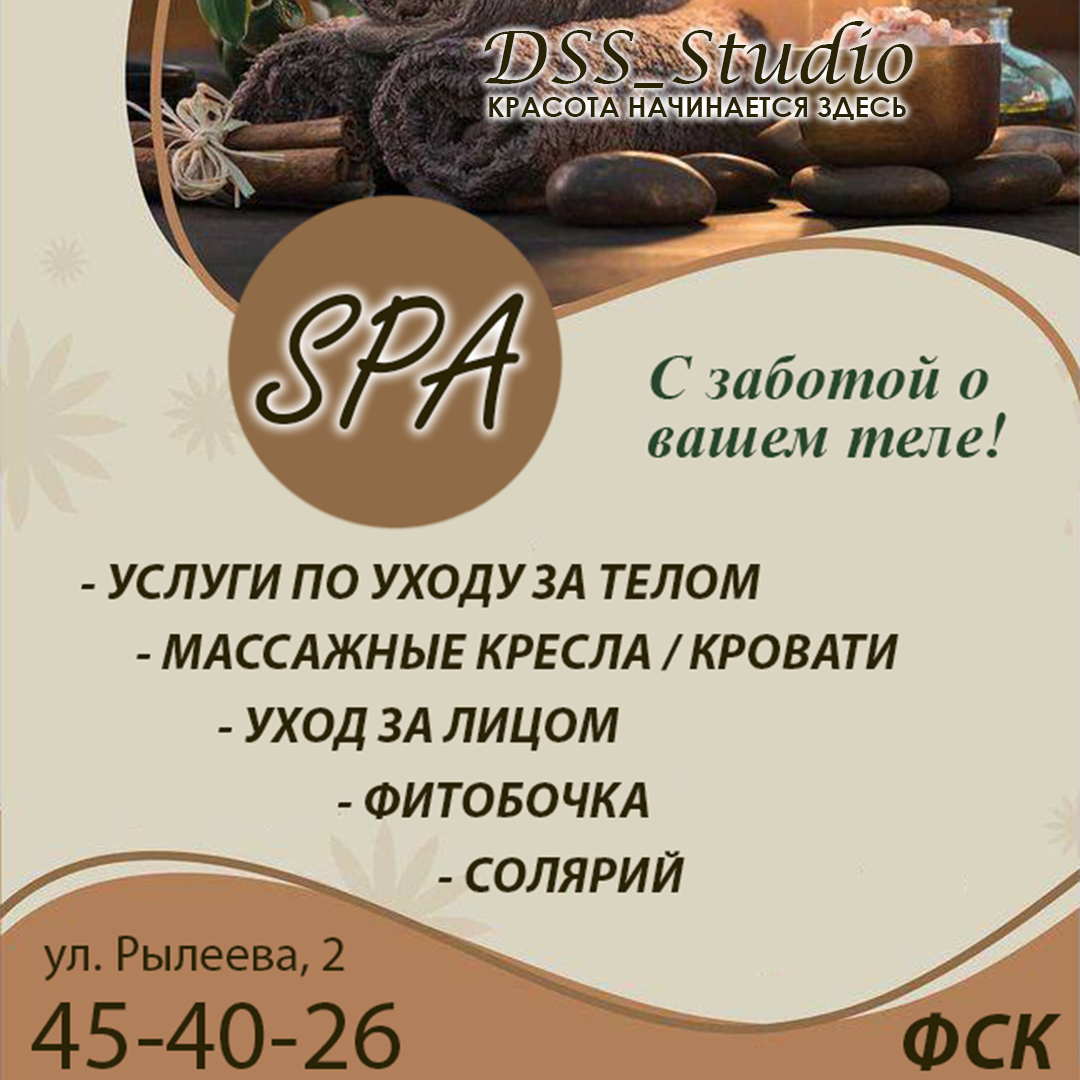 DSS_Studio
КРАСОТА НАЧИНАЕТСЯ ЗДЕСЬ
SPA
С заботой о
вашем теле!
- УСЛУГИ ПО УХОДУ ЗА ТЕЛОМ
- МАССАЖНЫЕ КРЕСЛА / КРОВАТИ
- УХОД ЗА ЛИЦОМ
- ФИТОБОЧКА
- СОЛЯРИЙ
ул. Рылеева, 2
45-40-26
ФСК